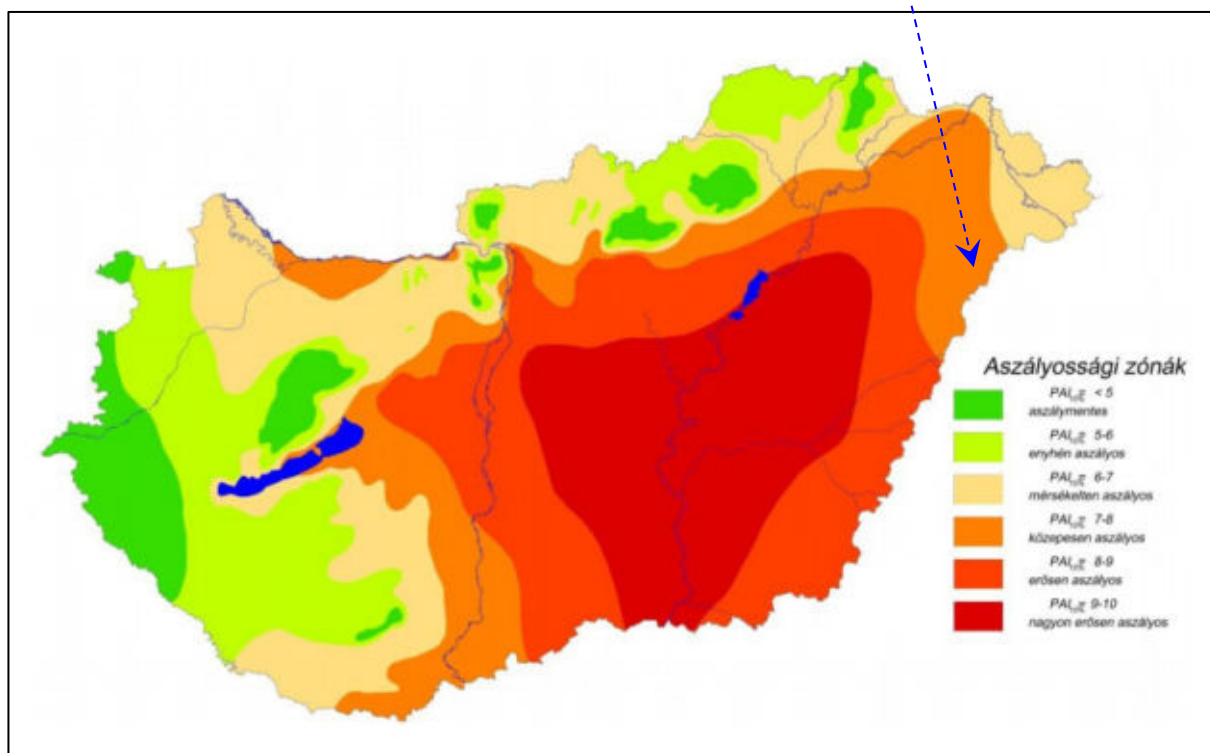 Aszályossági zónák
PAI < 5
aszálymentes
PAI 5-6
enyhén aszályos
PAI 6-7
mérsékelten aszályos
PAI 7-8
közepesen aszályos
PAI 8-9
erősen aszályos
PAI 9-10
nagyon erősen aszályos